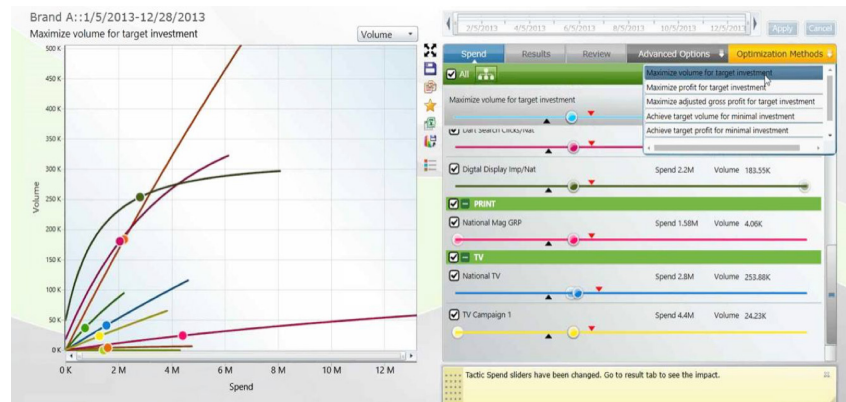 Brand A::1/5/2013-12/28/2013
Maximize volume for target investment
Volume
500 K
450 K
400 K
350 K
300 K
250 K
200 K
150 K
100 K
50 K
0 K
Volume
0 K 2 M 4 M 6 M 8 M 10 M 12 M
Spend
2/5/2013 4/5/2013 6/5/2013 8/5/2013 10/5/2013 12/5/2013
Apply Cancel
Spend Results Review Advanced Options Optimization Methods
All
Maximize volume for target investment
Maximize profit for target investment
Maximize adjusted gross profit for target investment
Achieve target volume for minimal investment
Achieve target profit for minimal investment
Maximize volume for target investment
Dart Search Clicks/Nat
Digtal Display Imp/Nat Spend 2.2M Volume 183.55K
PRINT
National Mag GRP Spend 1.58M Volume 4.06K
TV
National TV Spend 2.8M Volume 253.88K
TV Campaign 1 Spend 4.4M Volume 24.23K
Tactic Spend sliders have been changed. Go to result tab to see the impact.